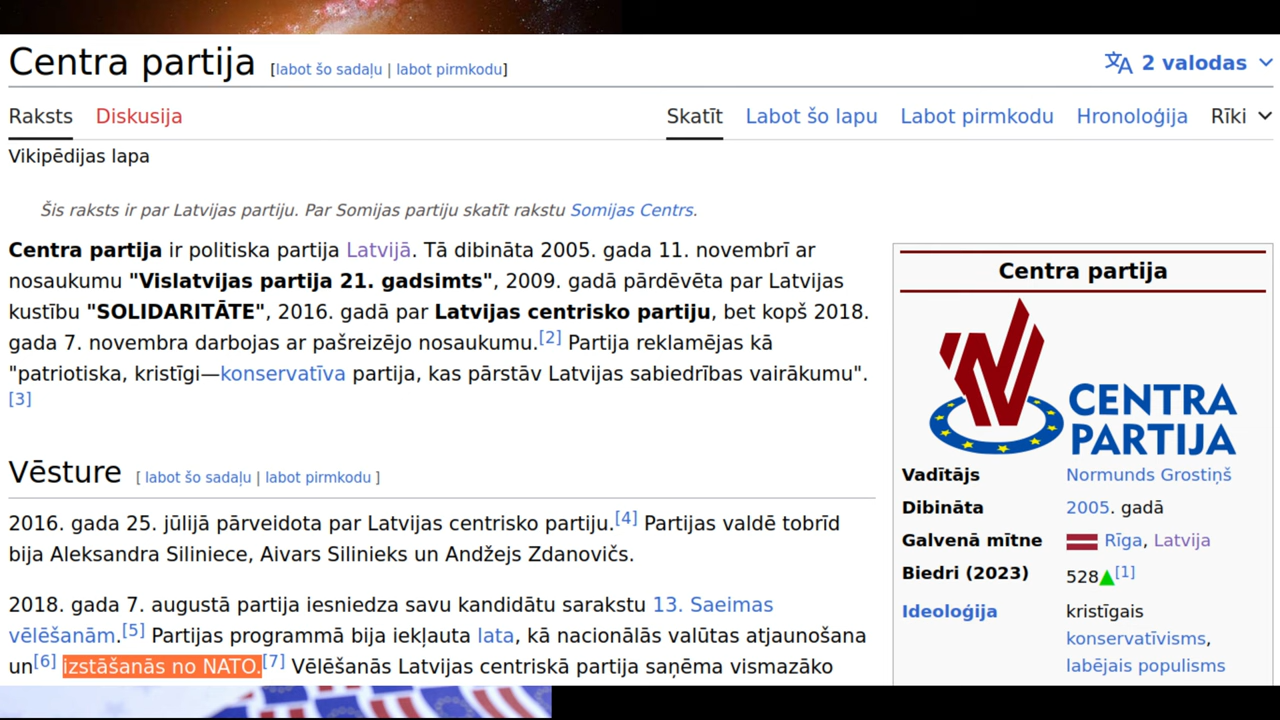 Centra partija [labot šo sadaļu | labot pirmkodu]
2 valodas
Raksts Diskusija
Skatīt Labot šo lapu Labot pirmkodu Hronoloģija Rīki
Vikipēdijas lapa
Šis raksts ir par Latvijas partiju. Par Somijas partiju skatīt rakstu Somijas Centrs.
Centra partija ir politiska partija Latvijā. Tā dibināta 2005. gada 11. novembrī ar
nosaukumu "Vislatvijas partija 21. gadsimts", 2009. gadā pārdēvēta par Latvijas
kustību "SOLIDARITĀTE", 2016. gadā par Latvijas centrisko partiju, bet kopš 2018.
gada 7. novembra darbojas ar pašreizējo nosaukumu.[2] Partija reklamējas kā
"patriotiska, kristīgi—konservatīva partija, kas pārstāv Latvijas sabiedrības vairākumu".
[3]
Vēsture [ labot šo sadaļu | labot pirmkodu ]
2016. gada 25. jūlijā pārveidota par Latvijas centrisko partiju.[4] Partijas valdē tobrīd
bija Aleksandra Siliniece, Aivars Silinieks un Andžejs Zdanovičs.
2018. gada 7. augustā partija iesniedza savu kandidātu sarakstu 13. Saeimas
vēlēšanām.[5] Partijas programmā bija iekļauta lata, kā nacionālās valūtas atjaunošana
un[6] izstāšanās no NATO.[7] Vēlēšanās Latvijas centriskā partija saņēma vismazāko
Centra partija
CENTRA
PARTIJA
Vadītājs Normunds Grostiņš
Dibināta 2005. gadā
Galvenā mītne Rīga, Latvija
Biedri (2023) 528▲[1]
Ideoloģija kristīgais
konservatīvisms,
labējais populisms